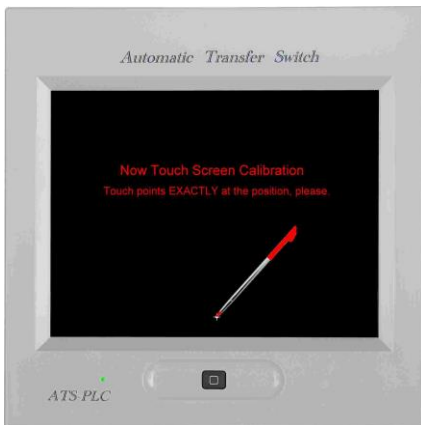 Automatic Transfer Switch
Now Touch Screen Calibration
Touch points EXACTLY at the position, please.
ATS-PLC